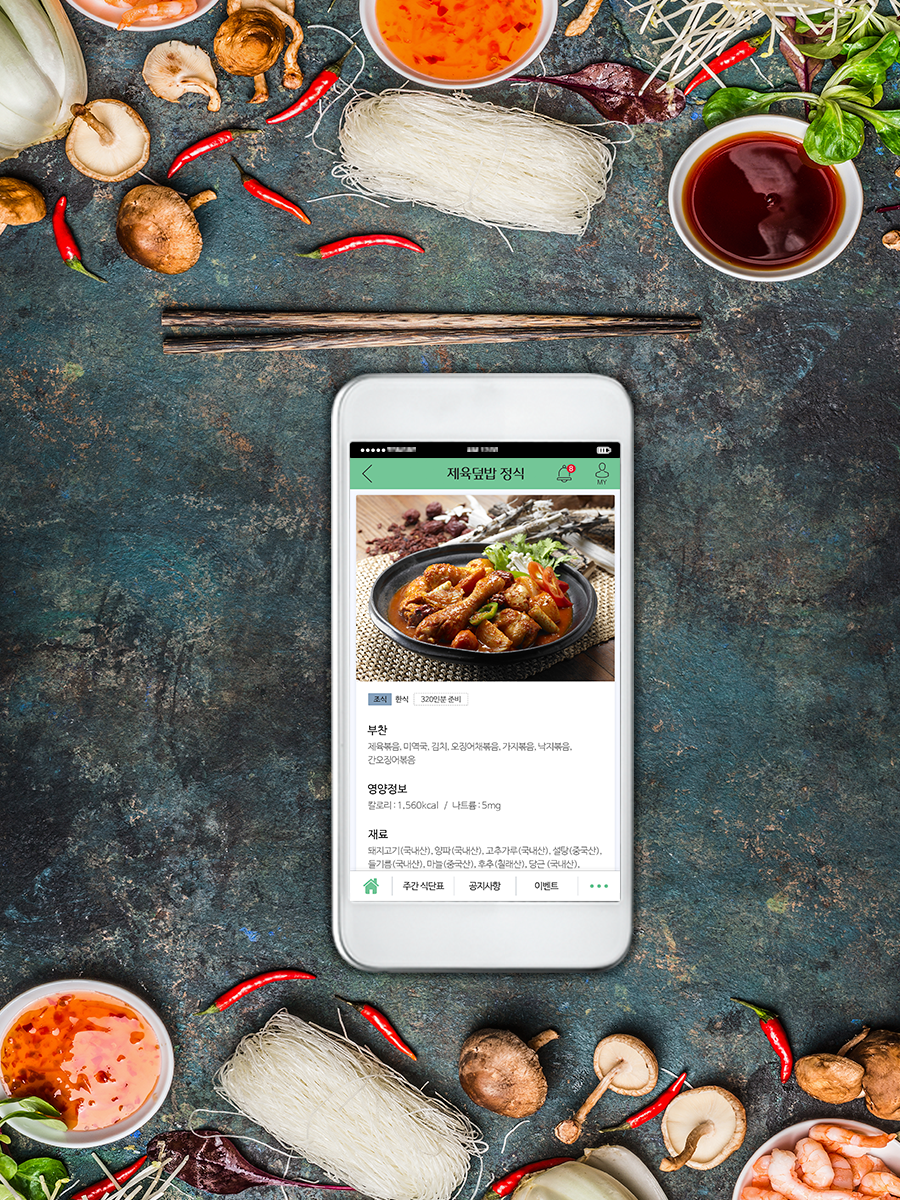 제육덮밥 정식
8
MY
조식 한식 320인분 준비
부찬
제육볶음, 미역국, 김치, 오징어채볶음, 가지볶음, 낙지볶음,
간오징어볶음
영양정보
칼로리 : 1,560kcal / 나트륨 : 5mg
재료
돼지고기(국내산), 양파(국내산), 고추가루(국내산), 설탕(중국산),
들기름(국내산), 마늘(중국산), 후추(칠래산), 당근 (국내산),
주간 식단표 공지사항 이벤트